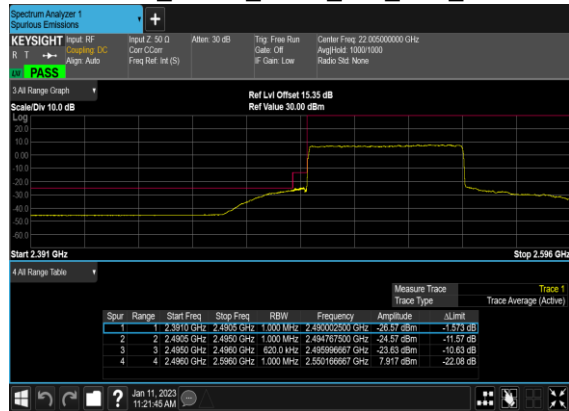 Spectrum Analyzer 1
Spurious Emissions
KEYSIGHT Input: RF Input Z: 50 Ω Atten: 30 dB Trig: Free Run Center Freq: 22.005000000 GHz
R T Coupling: DC Corr CCorr Gate: Off Avg|Hold: 1000/1000
Align: Auto Freq Ref: Int (S) IF Gain: Low Radio Std: None
PASS
3 All Range Graph
Ref Lvl Offset 15.35 dB
Scale/Div 10.0 dB Ref Value 30.00 dBm
Log
20.0
10.0
0.00
-10.0
-20.0
-30.0
-40.0
-50.0
-60.0
Start 2.391 GHz Stop 2.596 GHz
4 All Range Table
Measure Trace Trace 1
Trace Type Trace Average (Active)
Spur Range Start Freq Stop Freq RBW Frequency Amplitude ΔLimit
1 1 2.3910 GHz 2.4905 GHz 1.000 MHz 2.490002500 GHz -26.57 dBm -1.573 dB
2 2 2.4905 GHz 2.4950 GHz 1.000 MHz 2.494767500 GHz -24.57 dBm -11.57 dB
3 3 2.4950 GHz 2.4960 GHz 620.0 kHz 2.495996667 GHz -23.63 dBm -10.63 dB
4 4 2.4960 GHz 2.5960 GHz 1.000 MHz 2.550166667 GHz 7.917 dBm -22.08 dB
Jan 11, 2023
11:21:45 AM